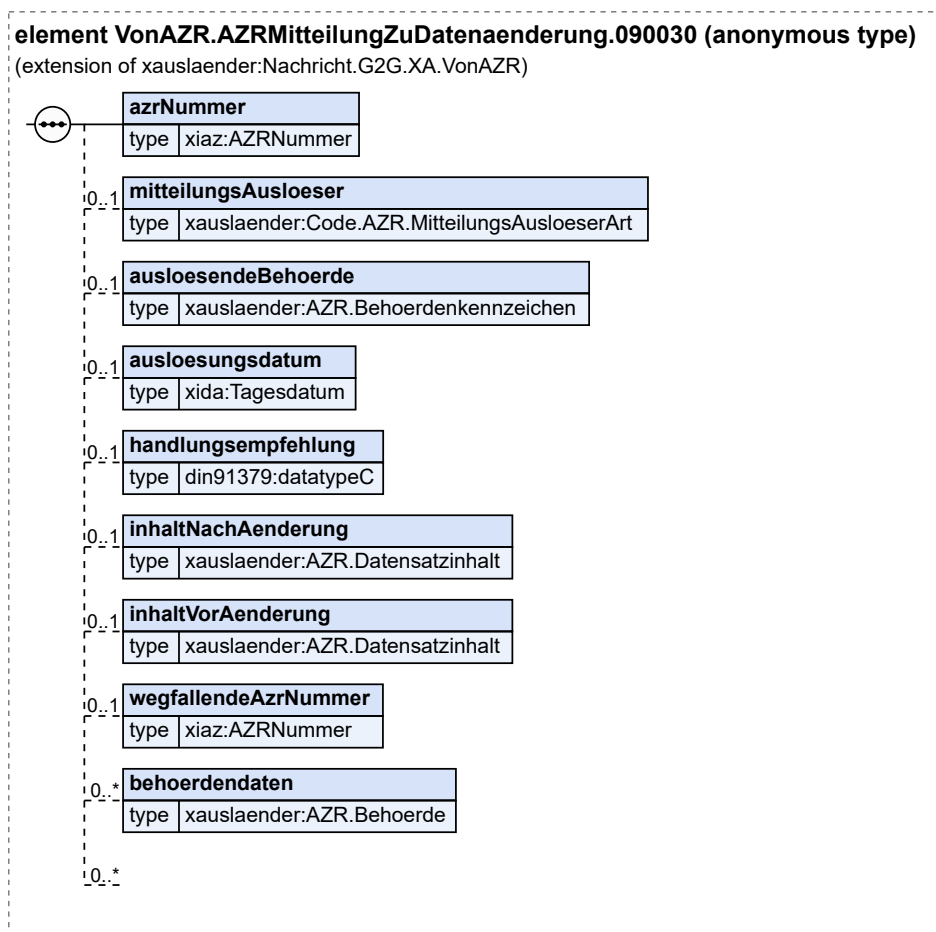 element VonAZR.AZRMitteilungZuDatenaenderung.090030 (anonymous type)
(extension of xauslaender:Nachricht.G2G.XA.VonAZR)
azrNummer
type xiaz:AZRNummer
0..1 mitteilungsAusloeser
type xauslaender:Code.AZR.MitteilungsAusloeserArt
0..1 ausloesendeBehoerde
type xauslaender:AZR.Behoerdenkennzeichen
0..1 ausloesungsdatum
type xida:Tagesdatum
0..1 handlungsempfehlung
type din91379:datatypeC
0..1 inhaltNachAenderung
type xauslaender:AZR.Datensatzinhalt
0..1 inhaltVorAenderung
type xauslaender:AZR.Datensatzinhalt
0..1 wegfallendeAzrNummer
type xiaz:AZRNummer
0..* behoerdendaten
type xauslaender:AZR.Behoerde
0..*